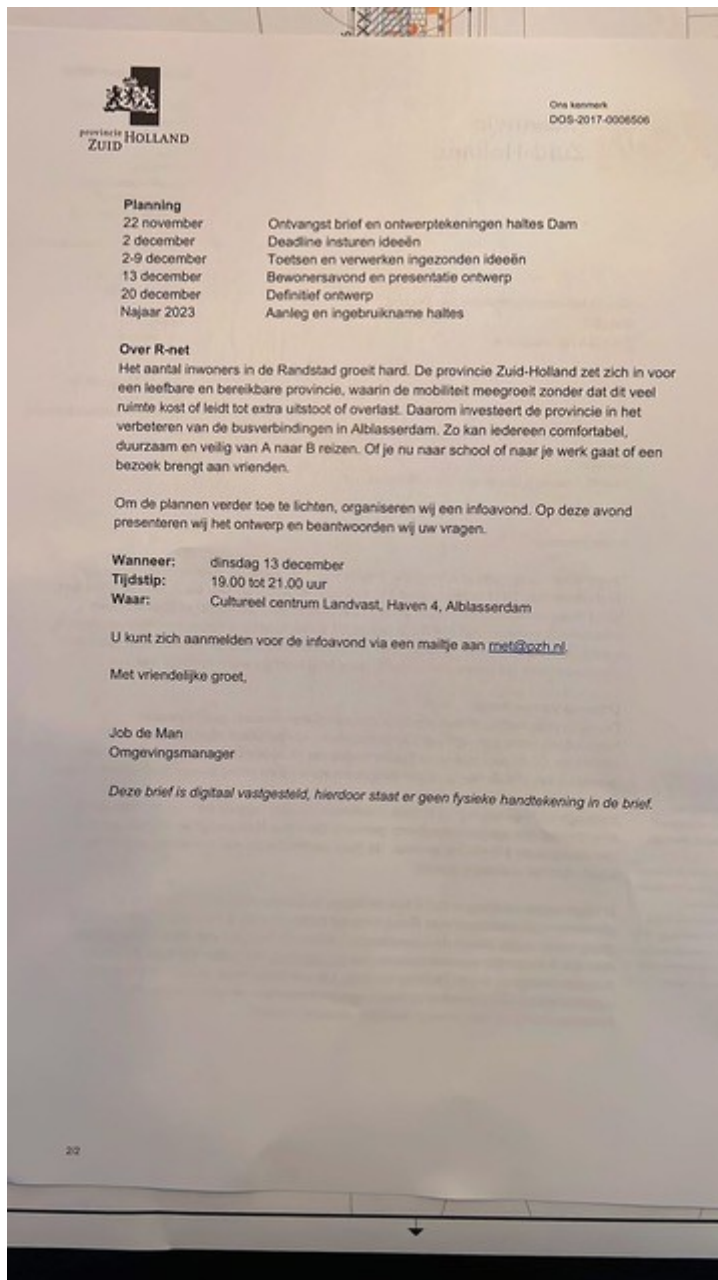 provincie
ZUID HOLLAND
Ons kenmerk
DOS-2017-0006506
Planning
22 november Ontvangst brief en ontwerptekeningen haltes Dam
2 december Deadline insturen ideeën
2-9 december Toetsen en verwerken ingezonden ideeën
13 december Bewonersavond en presentatie ontwerp
20 december Definitief ontwerp
Najaar 2023 Aanleg en ingebruikname haltes
Over R-net
Het aantal inwoners in de Randstad groeit hard. De provincie Zuid-Holland zet zich in voor
een leefbare en bereikbare provincie, waarin de mobiliteit meegroeit zonder dat dit veel
ruimte kost of leidt tot extra uitstoot of overlast. Daarom investeert de provincie in het
verbeteren van de busverbindingen in Alblasserdam. Zo kan iedereen comfortabel,
duurzaam en veilig van A naar B reizen. Of je nu naar school of naar je werk gaat of een
bezoek brengt aan vrienden.
Om de plannen verder toe te lichten, organiseren wij een infoavond. Op deze avond
presenteren wij het ontwerp en beantwoorden wij uw vragen.
Wanneer: dinsdag 13 december
Tijdstip: 19.00 tot 21.00 uur
Waar: Cultureel centrum Landvast, Haven 4, Alblasserdam
U kunt zich aanmelden voor de infoavond via een mailtje aan rnet@pzh.nl.
Met vriendelijke groet,
Job de Man
Omgevingsmanager
Deze brief is digitaal vastgesteld, hierdoor staat er geen fysieke handtekening in de brief.
2/2